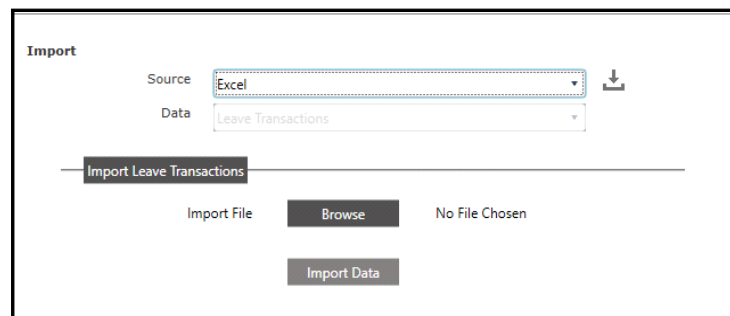 Import
Source Excel
Data Leave Transactions
Import Leave Transactions
Import File Browse No File Chosen
Import Data